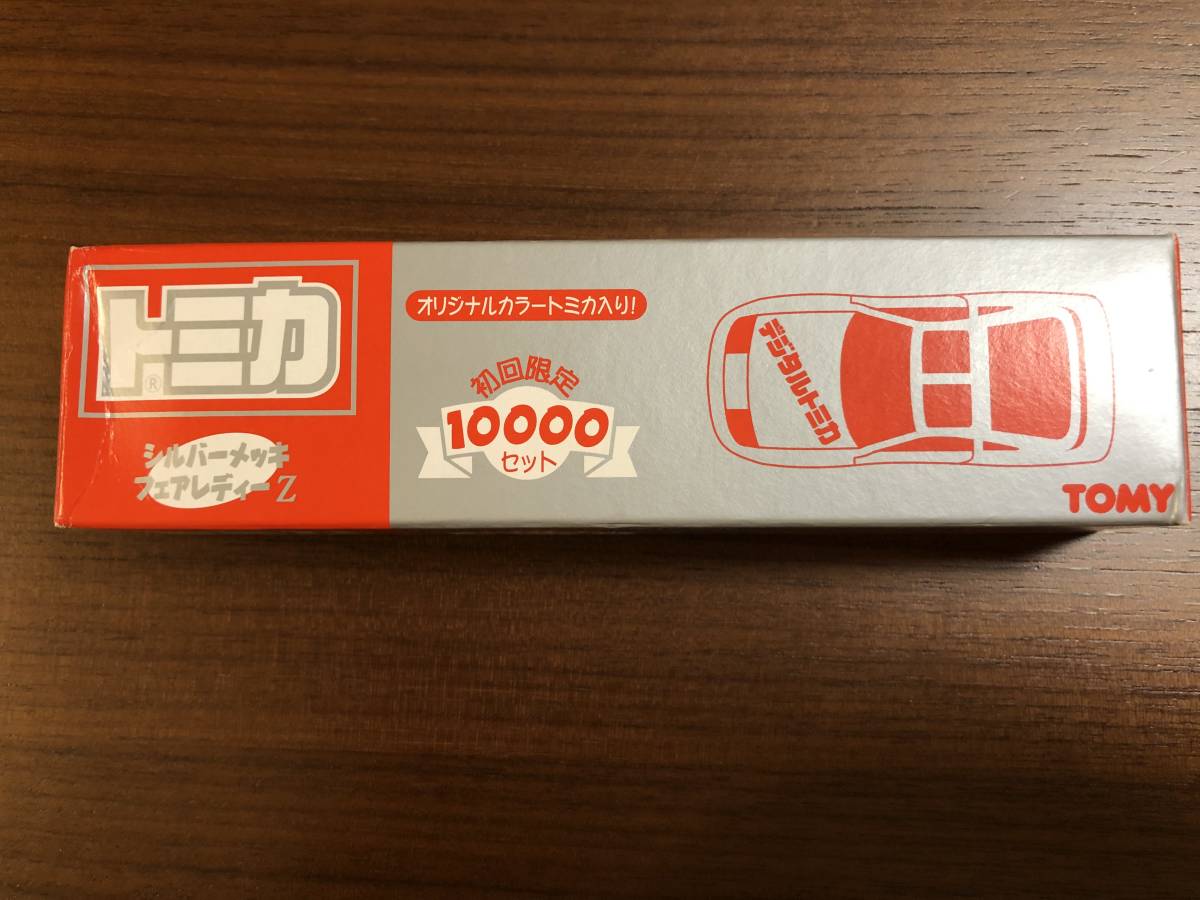 トミカ®
シルバーメッキ
フェアレディーZ
オリジナルカラートミカ入り!
初回限定
10000
セット
デジタルトミカ
TOMY